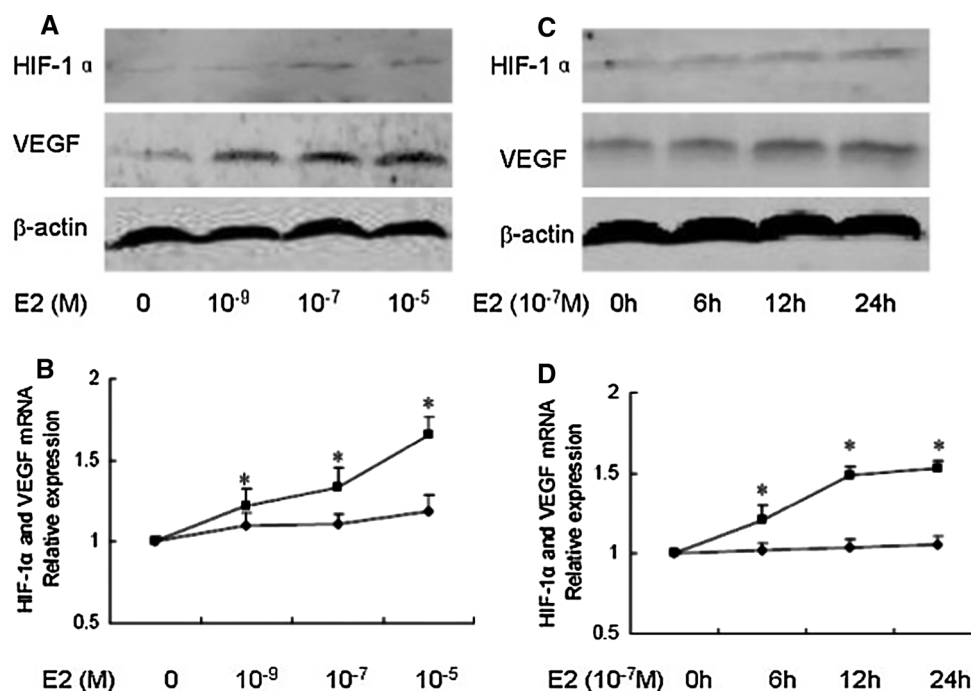 A
HIF-1 α
VEGF
β-actin
E2 (M) 0 10⁻⁹ 10⁻⁷ 10⁻⁵
C
HIF-1 α
VEGF
β-actin
E2 (10⁻⁷M) 0h 6h 12h 24h
B
HIF-1α and VEGF mRNA
Relative expression
2
1.5
1
0.5
* * *
E2 (M) 0 10⁻⁹ 10⁻⁷ 10⁻⁵
D
HIF-1α and VEGF mRNA
Relative expression
2
1.5
1
0.5
* * *
E2 (10⁻⁷M) 0h 6h 12h 24h